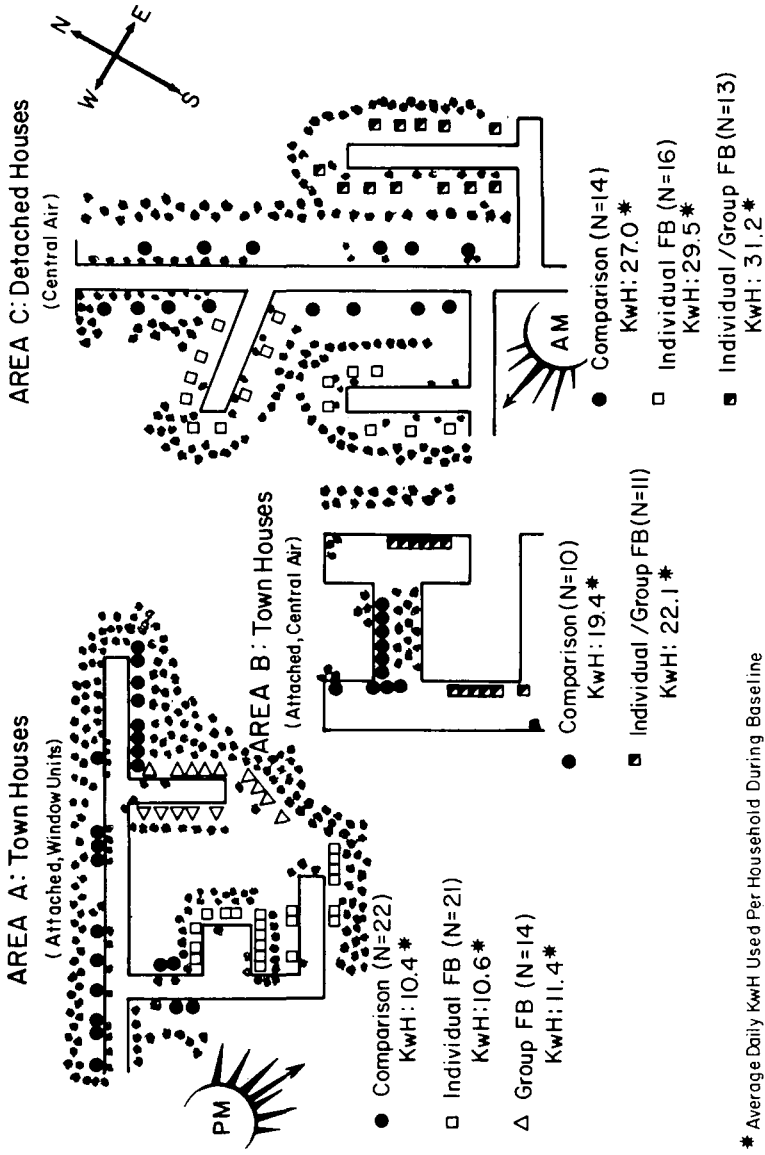 AREA A: Town Houses
(Attached, Window Units)
PM
● Comparison (N=22)
KwH: 10.4*
□ Individual FB (N=21)
KwH: 10.6*
△ Group FB (N=14)
KwH: 11.4*
AREA B: Town Houses
(Attached, Central Air)
● Comparison (N=10)
KwH: 19.4*
Individual/Group FB (N=11)
KwH: 22.1*
AREA C: Detached Houses
(Central Air)
N
E
W
S
AM
● Comparison (N=14)
KwH: 27.0*
□ Individual FB (N=16)
KwH: 29.5*
Individual/Group FB (N=13)
KwH: 31.2*
* Average Daily KwH Used Per Household During Baseline